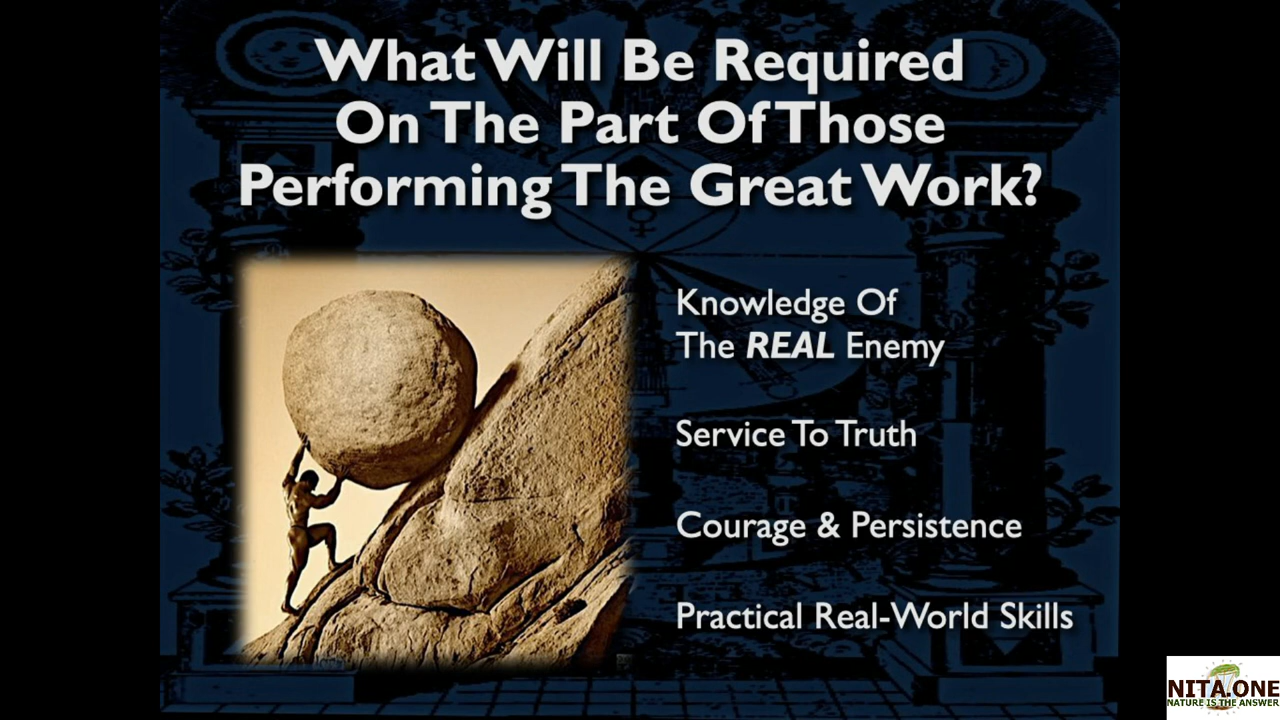 What Will Be Required
On The Part Of Those
Performing The Great Work?
Knowledge Of
The REAL Enemy
Service To Truth
Courage & Persistence
Practical Real-World Skills
NITA.ONE
NATURE IS THE ANSWER